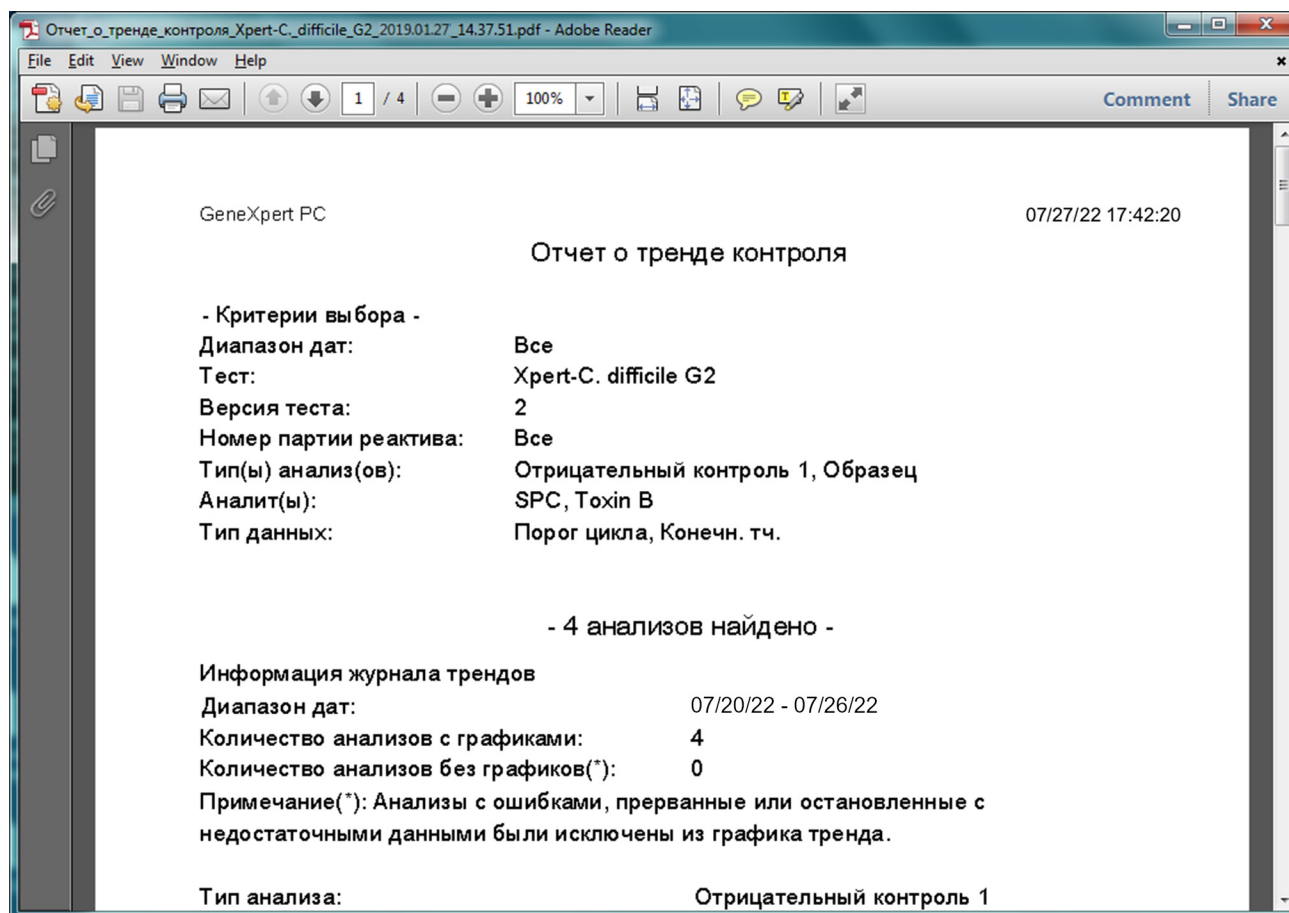 Отчет_о_тренде_контроля_Xpert-C._difficile_G2_2019.01.27_14.37.51.pdf - Adobe Reader
File Edit View Window Help
1 / 4 100% Comment Share
GeneXpert PC 07/27/22 17:42:20
Отчет о тренде контроля
- Критерии выбора -
Диапазон дат: Все
Тест: Xpert-C. difficile G2
Версия теста: 2
Номер партии реактива: Все
Тип(ы) анализ(ов): Отрицательный контроль 1, Образец
Аналит(ы): SPC, Toxin B
Тип данных: Порог цикла, Конечн. тч.
- 4 анализов найдено -
Информация журнала трендов
Диапазон дат: 07/20/22 - 07/26/22
Количество анализов с графиками: 4
Количество анализов без графиков(*): 0
Примечание(*): Анализы с ошибками, прерванные или остановленные с
недостаточными данными были исключены из графика тренда.
Тип анализа: Отрицательный контроль 1